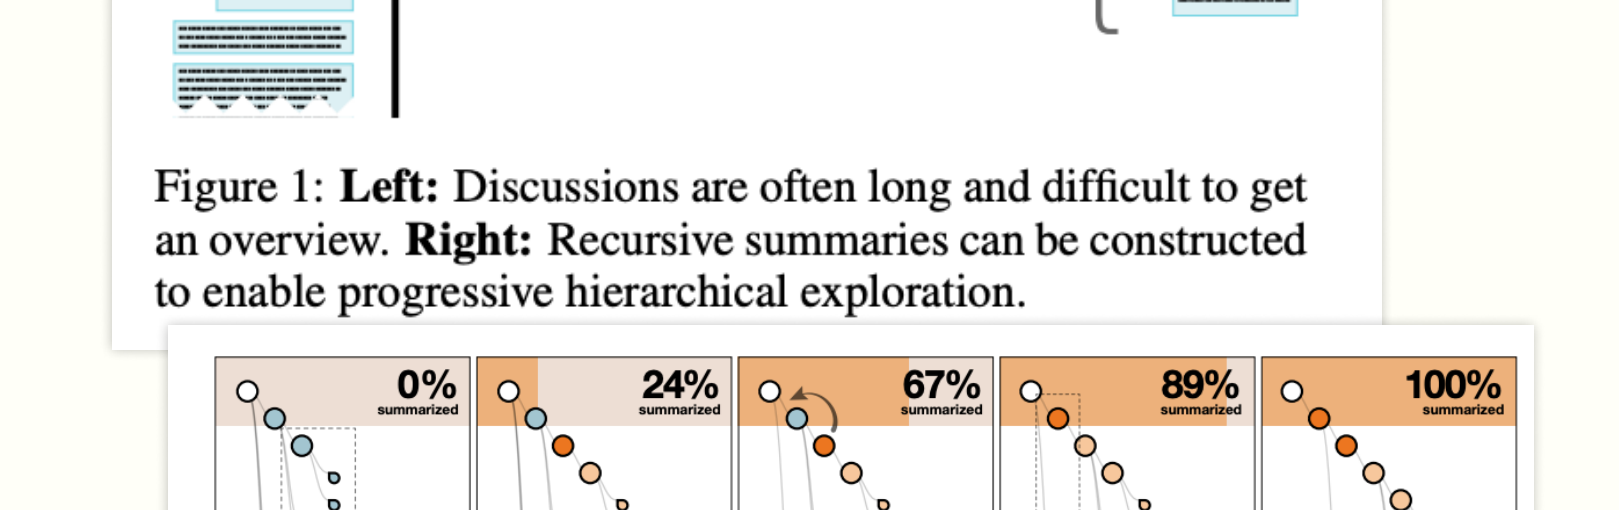 Figure 1: Left: Discussions are often long and difficult to get
an overview. Right: Recursive summaries can be constructed
to enable progressive hierarchical exploration.
0% 24% 67% 89% 100%
summarized summarized summarized summarized summarized